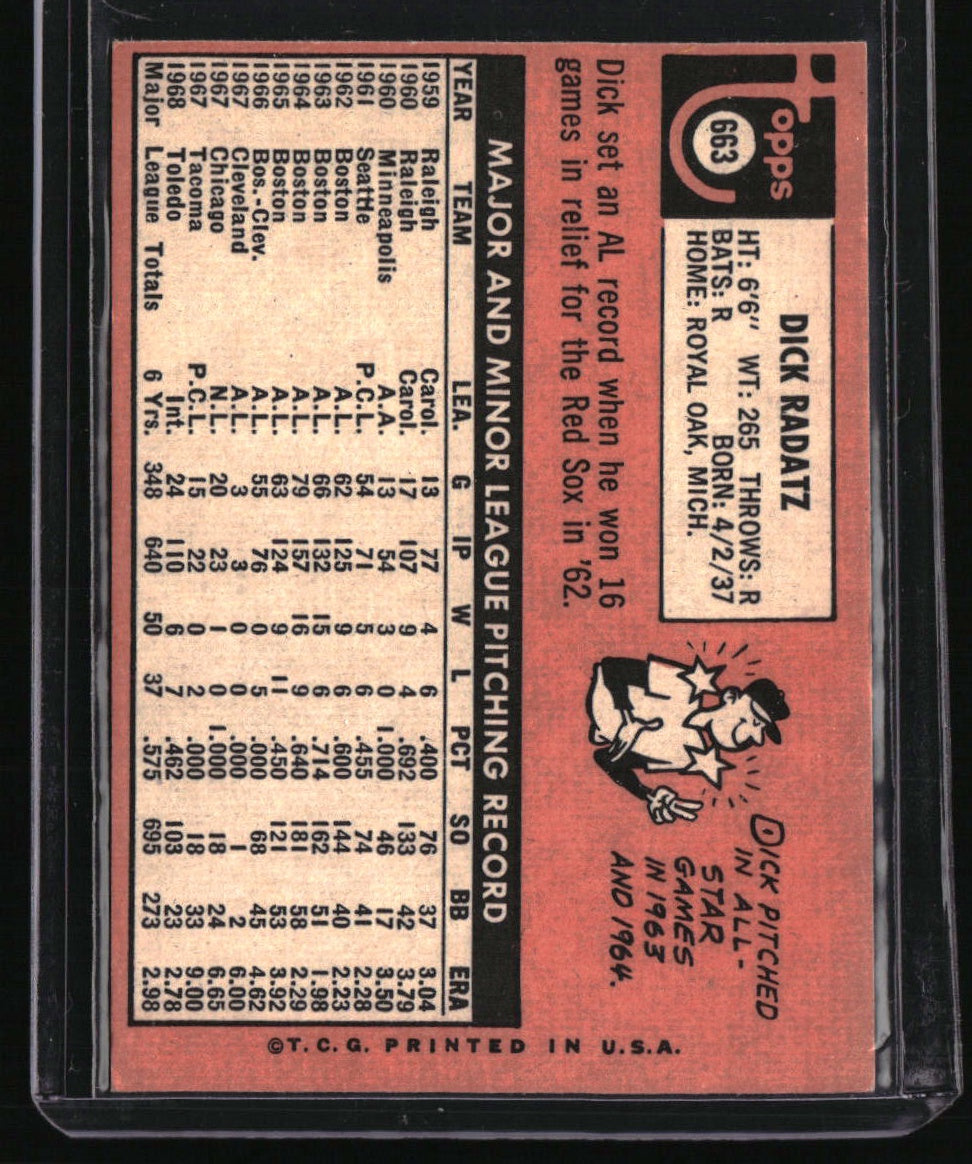 Topps
663
DICK RADATZ
HT: 6'6" WT: 265 THROWS: R
BATS: R BORN: 4/2/37
HOME: ROYAL OAK, MICH.
Dick set an AL record when he won 16
games in relief for the Red Sox in '62.
DICK PITCHED
IN ALL-
STAR
GAMES
IN 1963
AND 1964.
MAJOR AND MINOR LEAGUE PITCHING RECORD
YEAR TEAM LEA. G IP W L PCT SO BB ERA
1959 Raleigh Carol. 13 77 4 6 .400 76 37 3.04
1960 Raleigh Carol. 17 107 9 4 .692 133 42 3.79
1960 Minneapolis A.A. 13 54 3 0 1.000 46 17 3.50
1961 Seattle P.C.L. 54 71 5 6 .455 74 41 2.28
1962 Boston A.L. 62 125 9 6 .600 144 40 2.23
1963 Boston A.L. 66 132 15 6 .714 162 51 1.98
1964 Boston A.L. 79 157 16 9 .640 181 58 2.29
1965 Boston A.L. 63 124 9 11 .450 121 53 3.92
1966 Bos.-Clev. A.L. 55 76 0 5 .000 68 45 4.62
1967 Cleveland A.L. 3 3 0 0 .000 1 2 6.00
1967 Chicago N.L. 20 23 1 0 1.000 18 24 6.65
1967 Tacoma P.C.L. 15 22 0 2 .000 18 33 9.00
1968 Toledo Int. 24 110 6 7 .462 103 23 2.78
Major League Totals 6 Yrs. 348 640 50 37 .575 695 273 2.98
©T.C.G. PRINTED IN U.S.A.